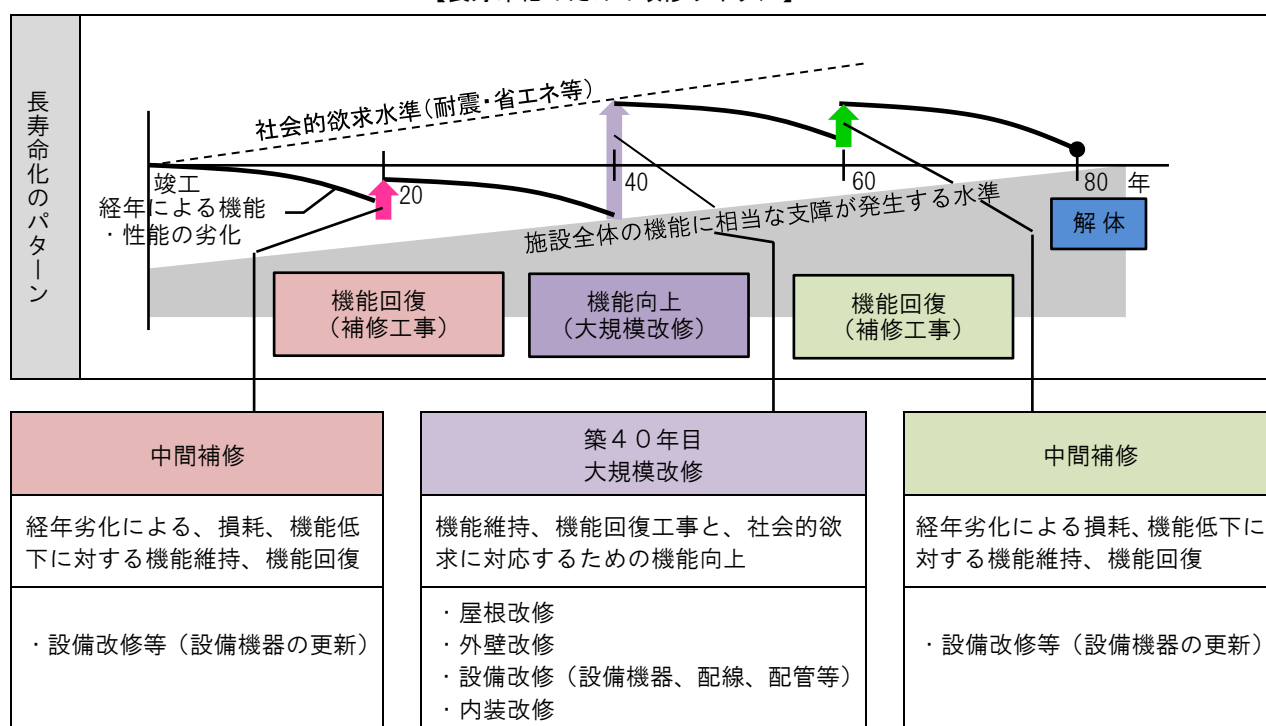 長寿命化のパターン
社会的欲求水準(耐震・省エネ等)
竣工
経年による機能
・性能の劣化
20
40
60
80 年
施設全体の機能に相当な支障が発生する水準
解体
機能回復
（補修工事）
機能向上
（大規模改修）
機能回復
（補修工事）
中間補修
経年劣化による、損耗、機能低
下に対する機能維持、機能回復
・設備改修等（設備機器の更新）
築４０年目
大規模改修
機能維持、機能回復工事と、社会的欲
求に対応するための機能向上
・屋根改修
・外壁改修
・設備改修（設備機器、配線、配管等）
・内装改修
中間補修
経年劣化による損耗、機能低下に
対する機能維持、機能回復
・設備改修等（設備機器の更新）